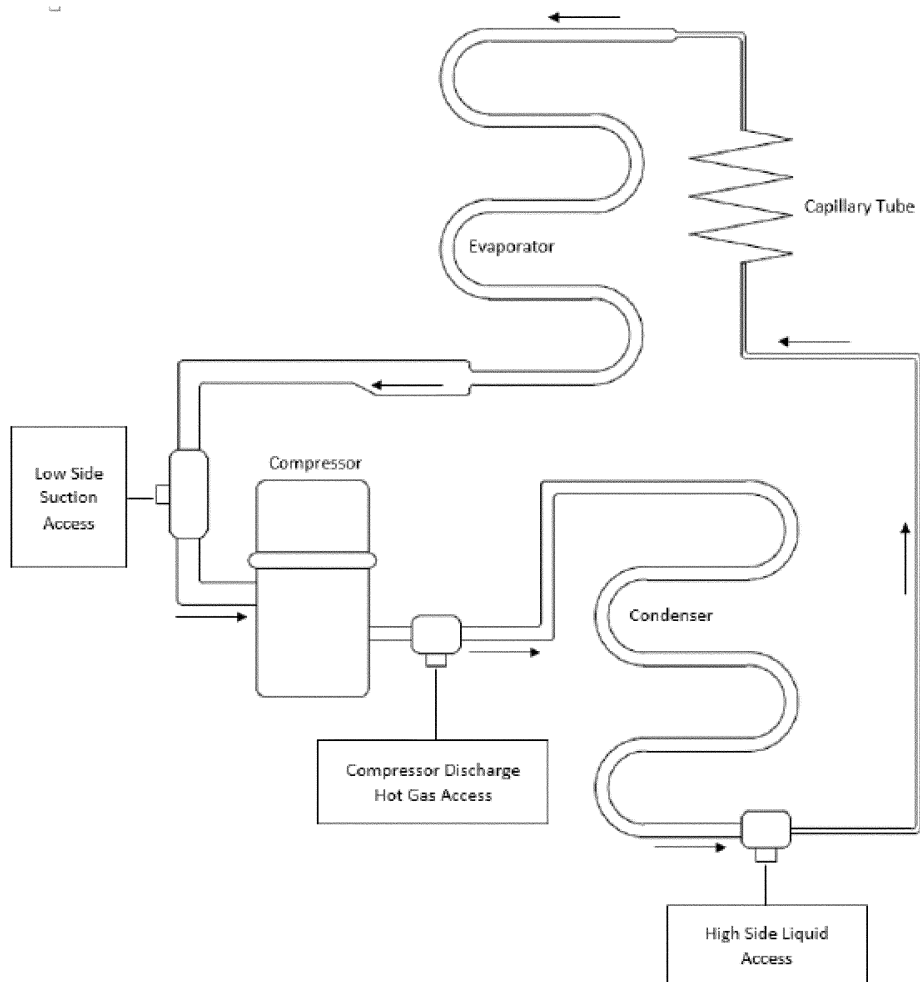 Capillary Tube
Evaporator
Low Side
Suction
Access
Compressor
Condenser
Compressor Discharge
Hot Gas Access
High Side Liquid
Access